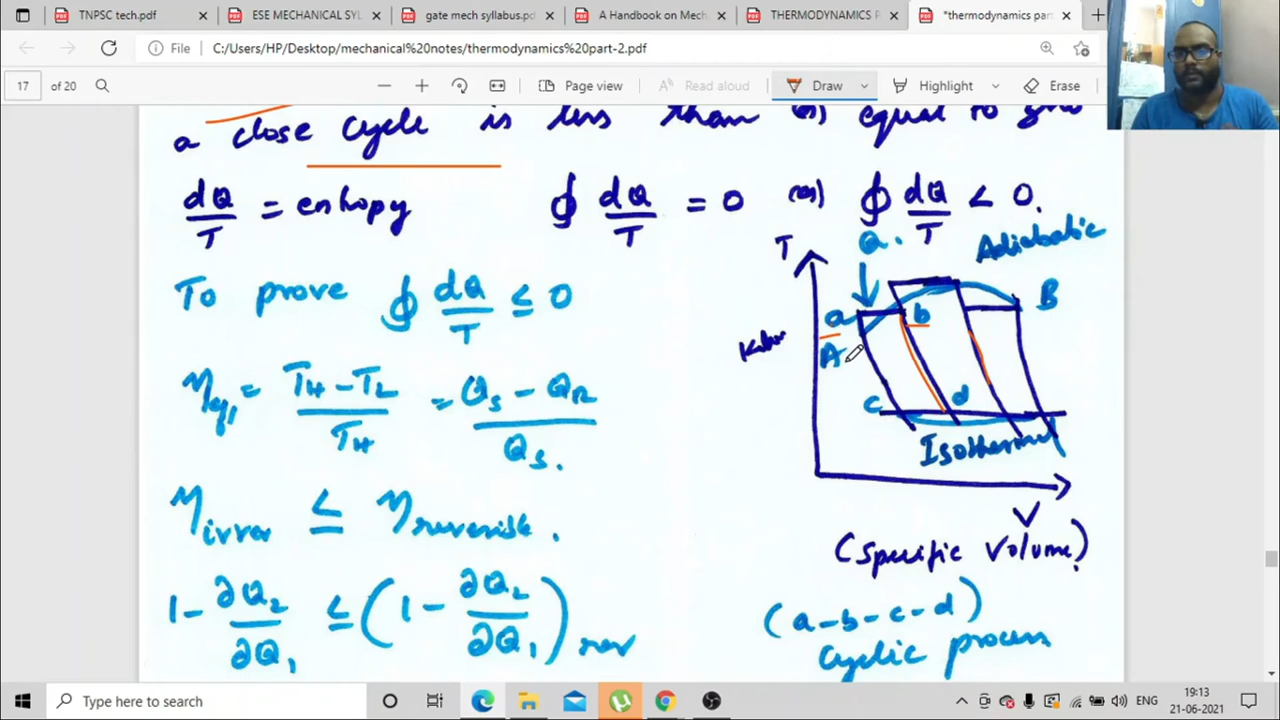 TNPSC tech.pdf
ESE MECHANICAL SYL
gate mech syllabus.pd
A Handbook on Mech
THERMODYNAMICS P
*thermodynamics par
File C:/Users/HP/Desktop/mechanical%20notes/thermodynamics%20part-2.pdf
17 of 20 Page view Read aloud Draw Highlight Erase
a close cycle is less than (or) equal to
dQ/T = entropy ∮ dQ/T = 0 (or) ∮ dQ/T < 0.
To prove ∮ dQ/T ≤ 0
= TH - TL / TH = QS - QR / QS.
ηirrev ≤
1 - ∂Q2/∂Q1 ≤ (1 - ∂Q2/∂Q1) rev
T
Q.
Adiabatic
a b B
A
c d
Isothermal
V
(specific volume)
(a-b-c-d)
cyclic process
Type here to search
ENG
19:13
21-06-2021